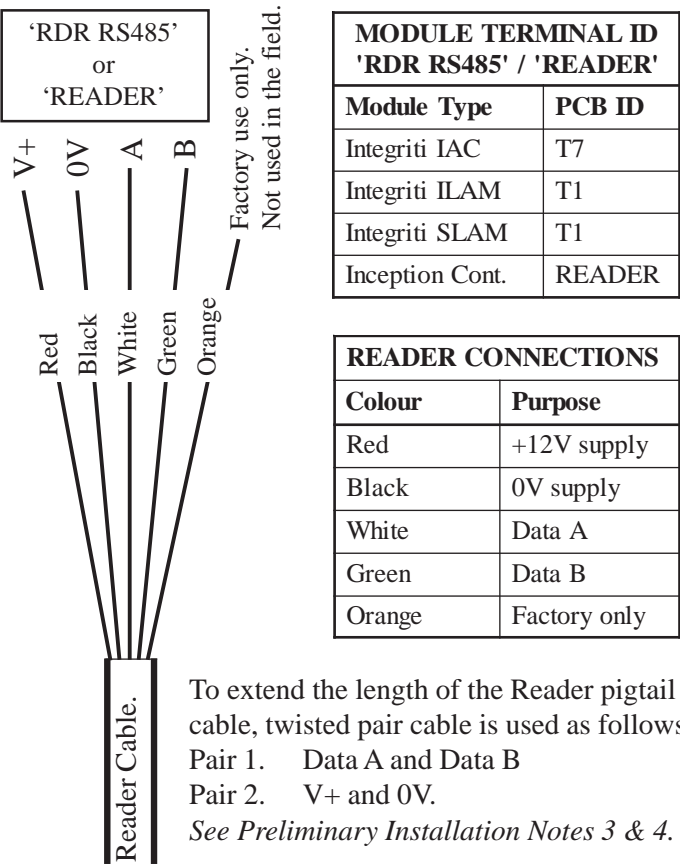 ‘RDR RS485’
or
‘READER’
V+
0V
A
B
Factory use only.
Not used in the field.
Red
Black
White
Green
Orange
Reader Cable.
MODULE TERMINAL ID
'RDR RS485' / 'READER'
Module Type PCB ID
Integriti IAC T7
Integriti ILAM T1
Integriti SLAM T1
Inception Cont. READER
READER CONNECTIONS
Colour Purpose
Red +12V supply
Black 0V supply
White Data A
Green Data B
Orange Factory only
To extend the length of the Reader pigtail
cable, twisted pair cable is used as follows
Pair 1. Data A and Data B
Pair 2. V+ and 0V.
See Preliminary Installation Notes 3 & 4.